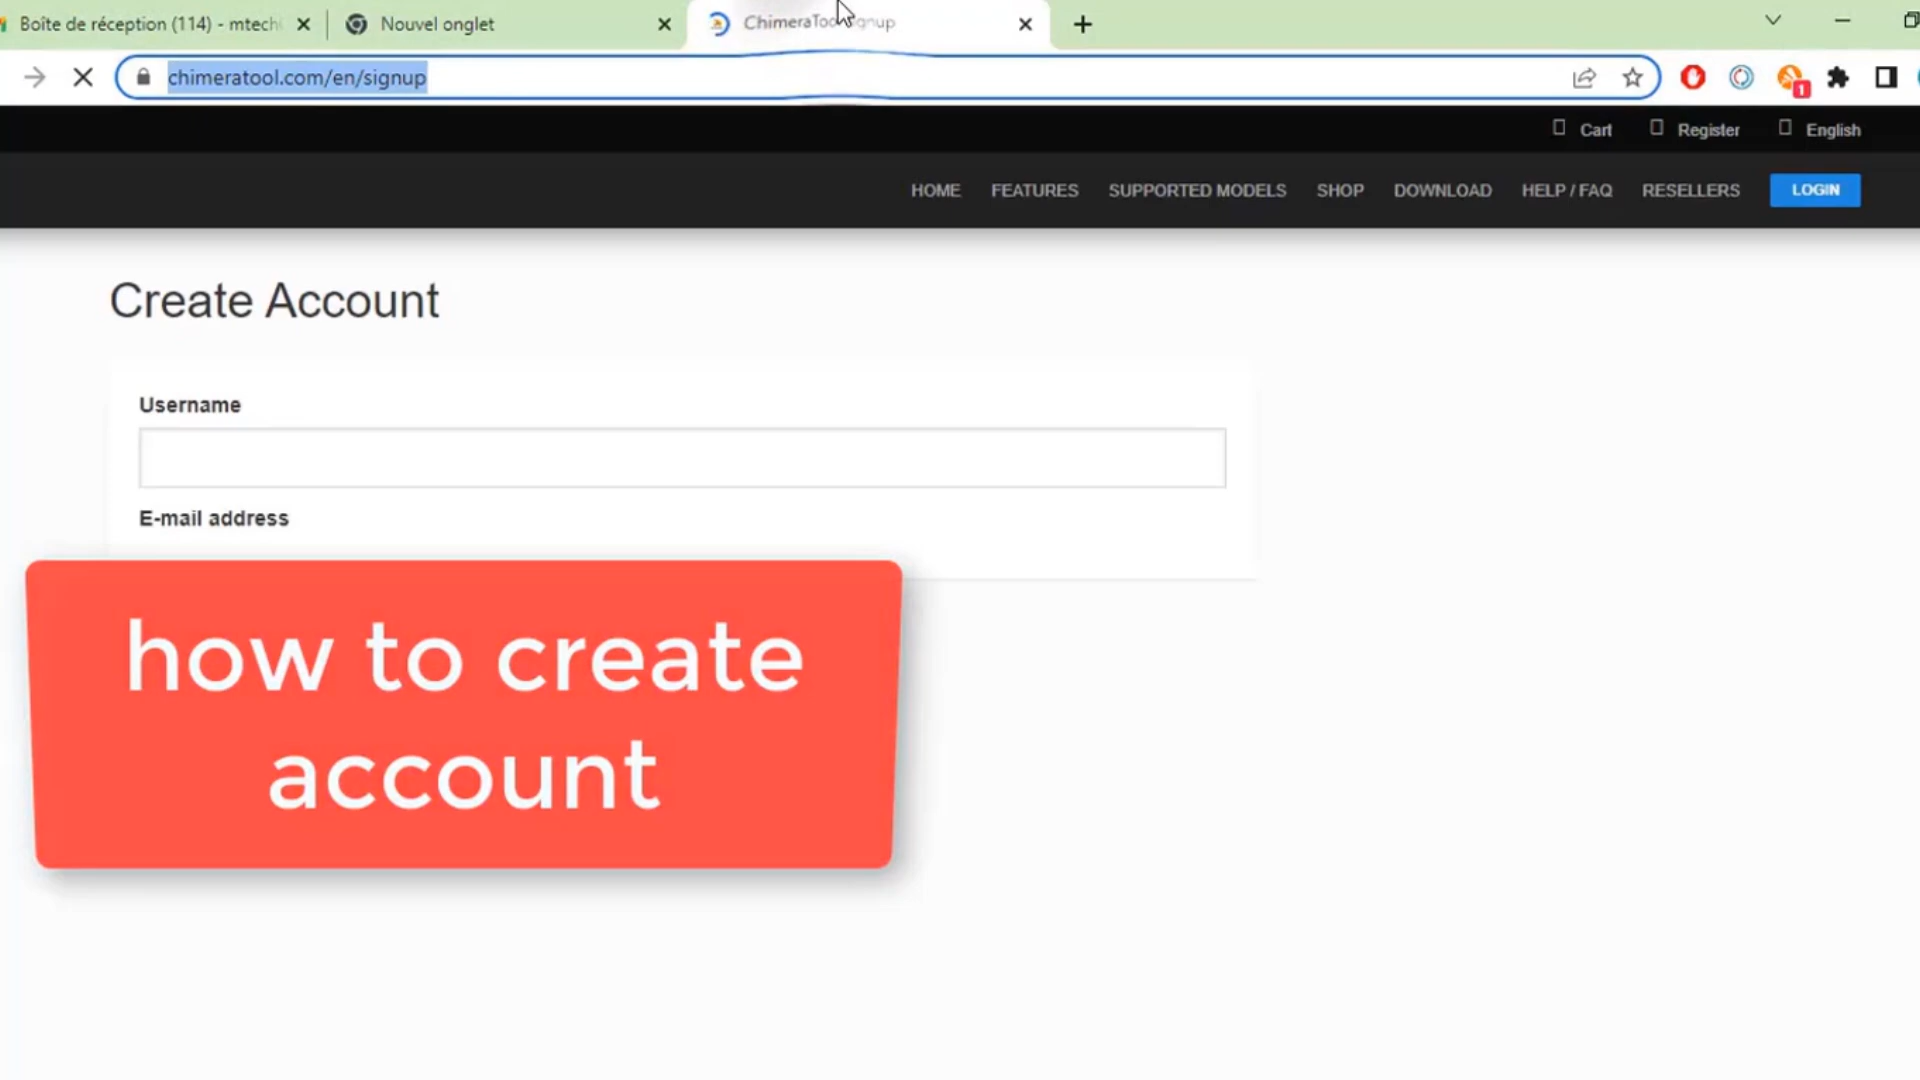 Boîte de réception (114) - mtech
Nouvel onglet
ChimeraTool signup
chimeratool.com/en/signup
1
Cart
Register
English
HOME
FEATURES
SUPPORTED MODELS
SHOP
DOWNLOAD
HELP / FAQ
RESELLERS
LOGIN
Create Account
Username
E-mail address
how to create
account